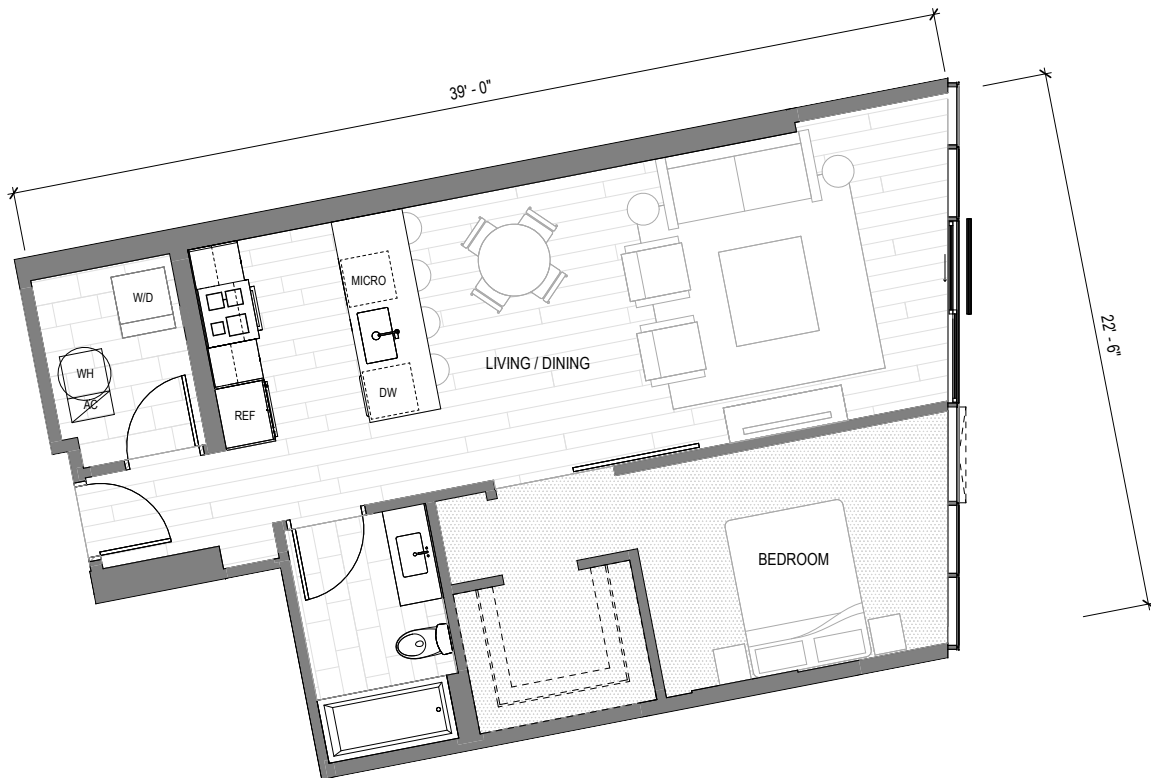 39' - 0"
22' - 6"
W/D
MICRO
WH
AC
LIVING / DINING
DW
REF
BEDROOM